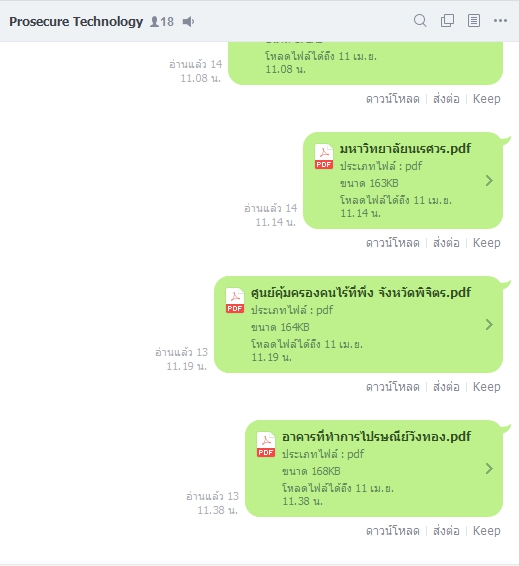 Prosecure Technology 18
อ่านแล้ว 14
11.08 น.
โหลดไฟล์ได้ถึง 11 เม.ย.
11.08 น.
ดาวน์โหลด | ส่งต่อ | Keep
มหาวิทยาลัยนเรศวร.pdf
ประเภทไฟล์ : pdf
ขนาด 163KB
โหลดไฟล์ได้ถึง 11 เม.ย.
11.14 น.
PDF
อ่านแล้ว 14
11.14 น.
ดาวน์โหลด | ส่งต่อ | Keep
ศูนย์คุ้มครองคนไร้ที่พึ่ง จังหวัดพิจิตร.pdf
ประเภทไฟล์ : pdf
ขนาด 164KB
โหลดไฟล์ได้ถึง 11 เม.ย.
11.19 น.
PDF
อ่านแล้ว 13
11.19 น.
ดาวน์โหลด | ส่งต่อ | Keep
อาคารที่ทำการไปรษณีย์วังทอง.pdf
ประเภทไฟล์ : pdf
ขนาด 168KB
โหลดไฟล์ได้ถึง 11 เม.ย.
11.38 น.
PDF
อ่านแล้ว 13
11.38 น.
ดาวน์โหลด | ส่งต่อ | Keep